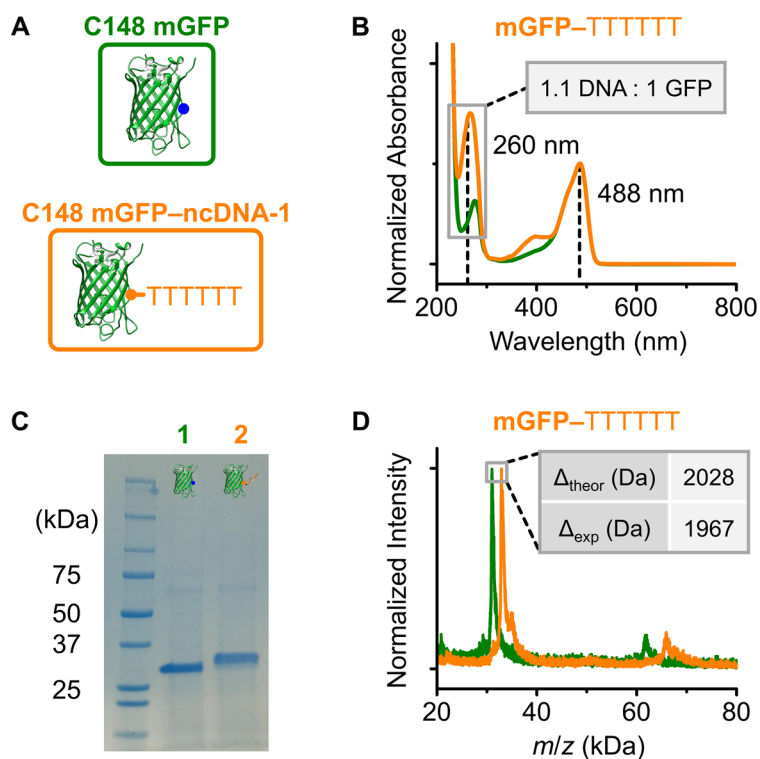 A
C148 mGFP
C148 mGFP–ncDNA-1
TTTTTT
B
mGFP–TTTTTT
Normalized Absorbance
1.1 DNA : 1 GFP
260 nm
488 nm
200 400 600 800
Wavelength (nm)
C
1 2
(kDa)
75
50
37
25
D
mGFP–TTTTTT
Normalized Intensity
Δtheor (Da) 2028
Δexp (Da) 1967
20 40 60 80
m/z (kDa)